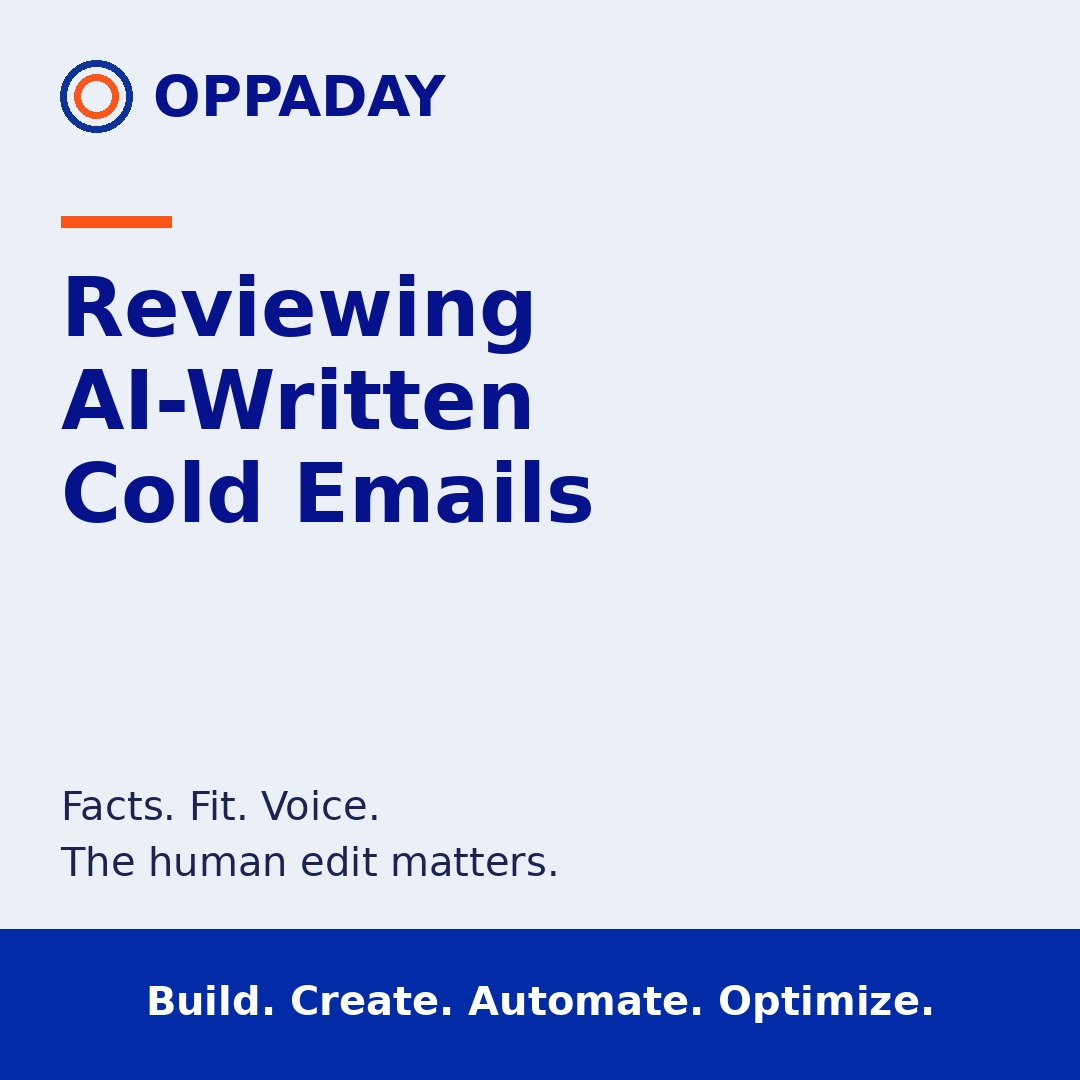 OPPADAY
Reviewing
AI-Written
Cold Emails
Facts. Fit. Voice.
The human edit matters.
Build. Create. Automate. Optimize.